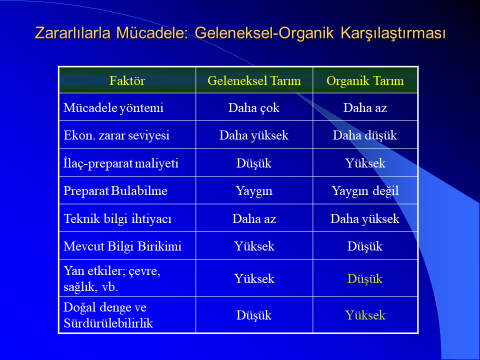 Zararlılarla Mücadele: Geleneksel-Organik Karşılaştırması
Faktör Geleneksel Tarım Organik Tarım
Mücadele yöntemi Daha çok Daha az
Ekon. zarar seviyesi Daha yüksek Daha düşük
İlaç-preparat maliyeti Düşük Yüksek
Preparat Bulabilme Yaygın Yaygın değil
Teknik bilgi ihtiyacı Daha az Daha yüksek
Mevcut Bilgi Birikimi Yüksek Düşük
Yan etkiler; çevre,
sağlık, vb. Yüksek Düşük
Doğal denge ve
Sürdürülebilirlik Düşük Yüksek